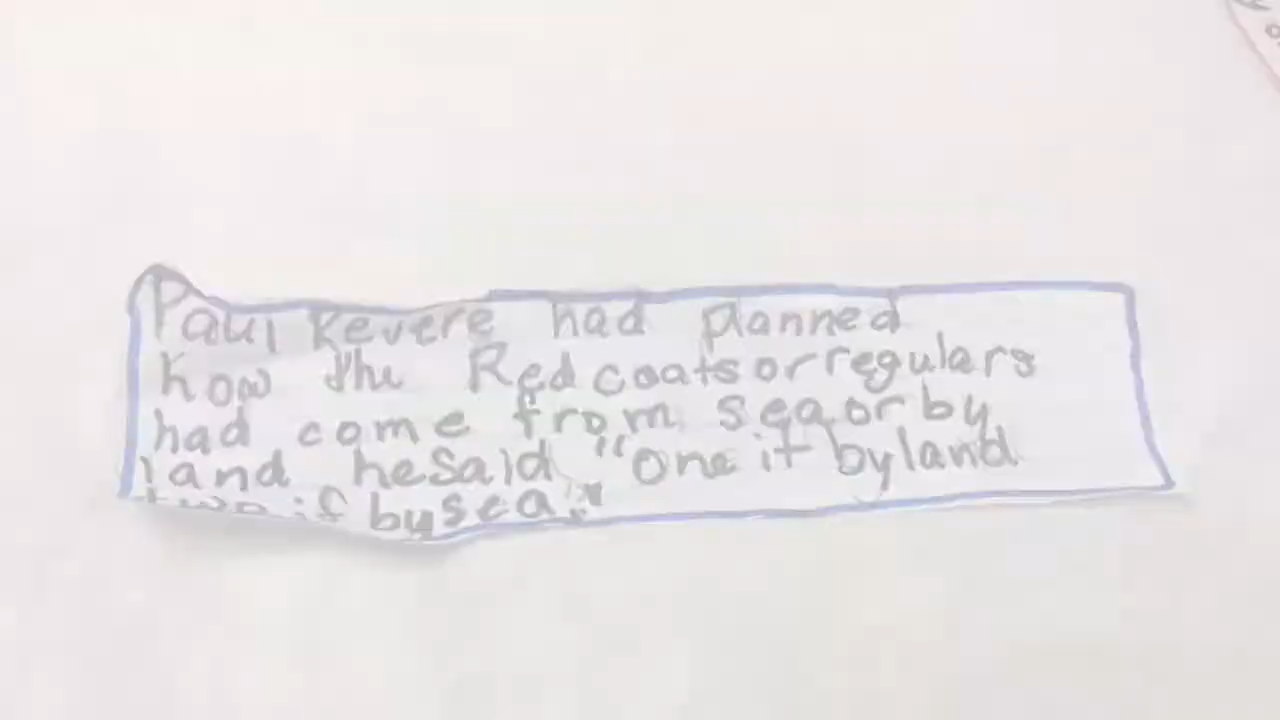 Paul Revere had planned
how the Redcoats or regulars
had come from sea or by
land he said "One if by land
two if by sea."